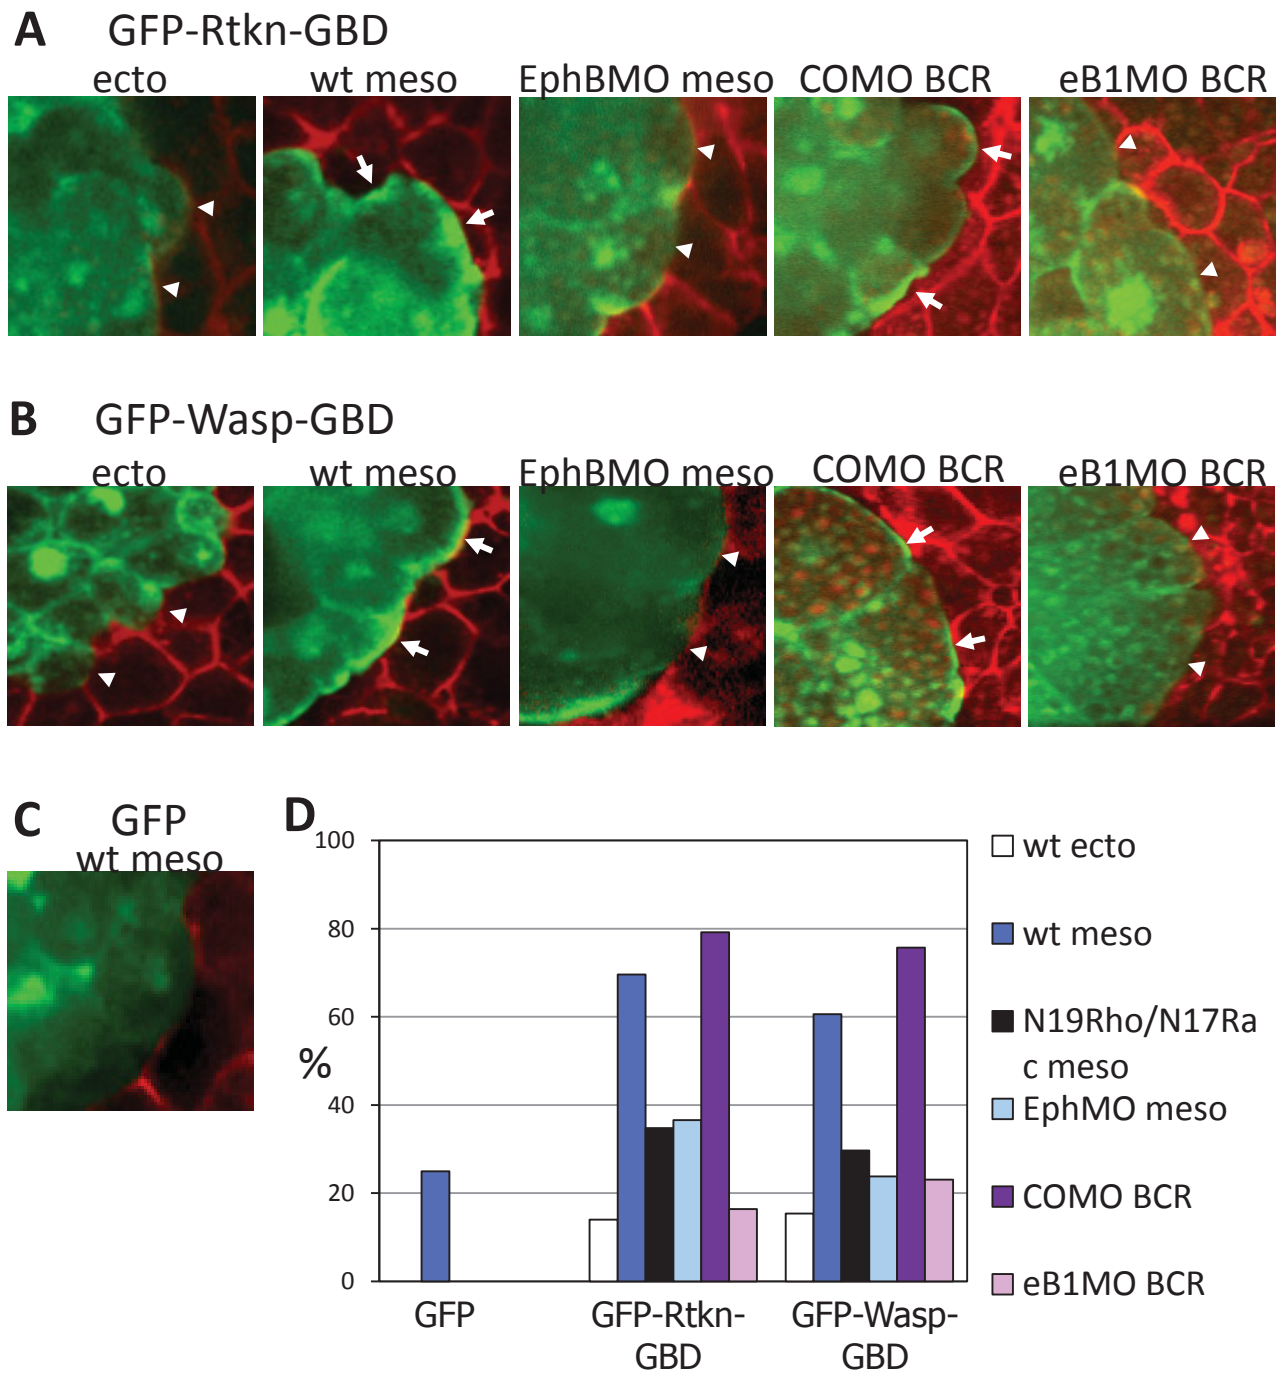 A GFP-Rtkn-GBD
ecto wt meso EphBMO meso COMO BCR eB1MO BCR
B GFP-Wasp-GBD
ecto wt meso EphBMO meso COMO BCR eB1MO BCR
C GFP
wt meso
D
100
80
60
40
20
0
%
GFP
GFP-Rtkn-
GBD
GFP-Wasp-
GBD
wt ecto
wt meso
N19Rho/N17Ra
c meso
EphMO meso
COMO BCR
eB1MO BCR